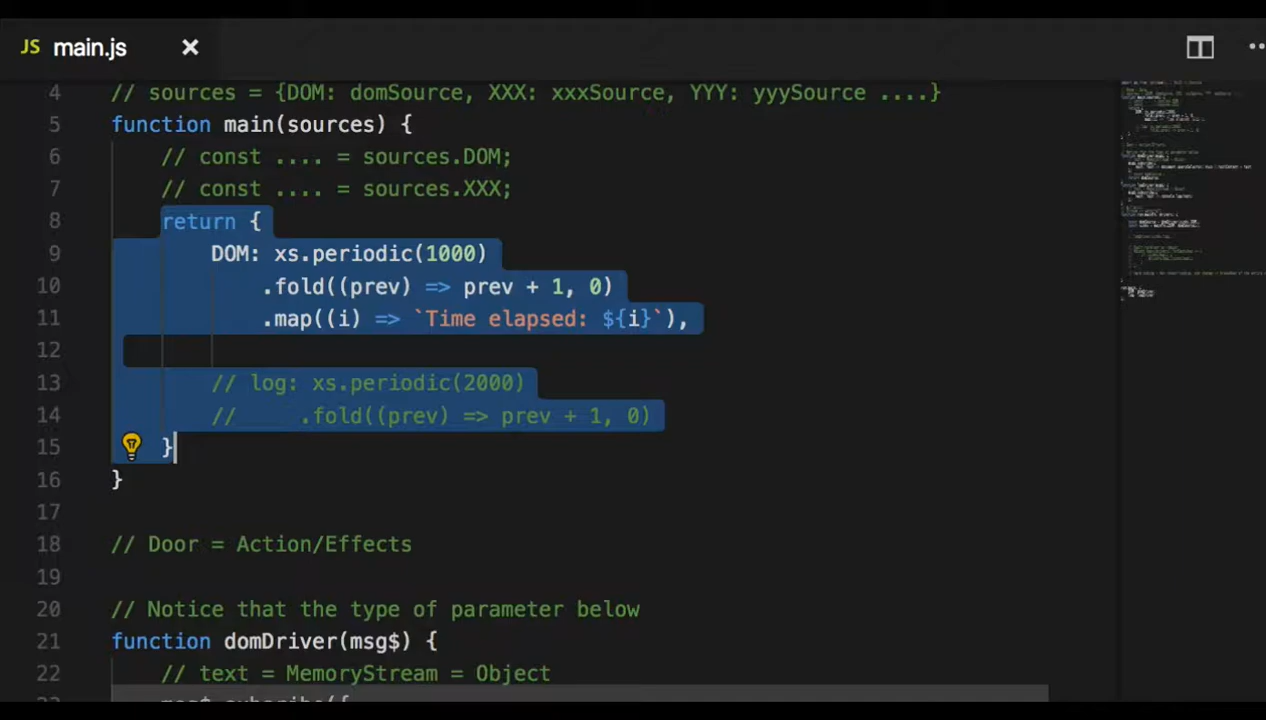 JS main.js ×
4 // sources = {DOM: domSource, XXX: xxxSource, YYY: yyySource ....}
5 function main(sources) {
6 // const .... = sources.DOM;
7 // const .... = sources.XXX;
8 return {
9 DOM: xs.periodic(1000)
10 .fold((prev) => prev + 1, 0)
11 .map((i) => `Time elapsed: ${i}`),
12
13 // log: xs.periodic(2000)
14 // .fold((prev) => prev + 1, 0)
15 }
16 }
17
18 // Door = Action/Effects
19
20 // Notice that the type of parameter below
21 function domDriver(msg$) {
22 // text = MemoryStream = Object